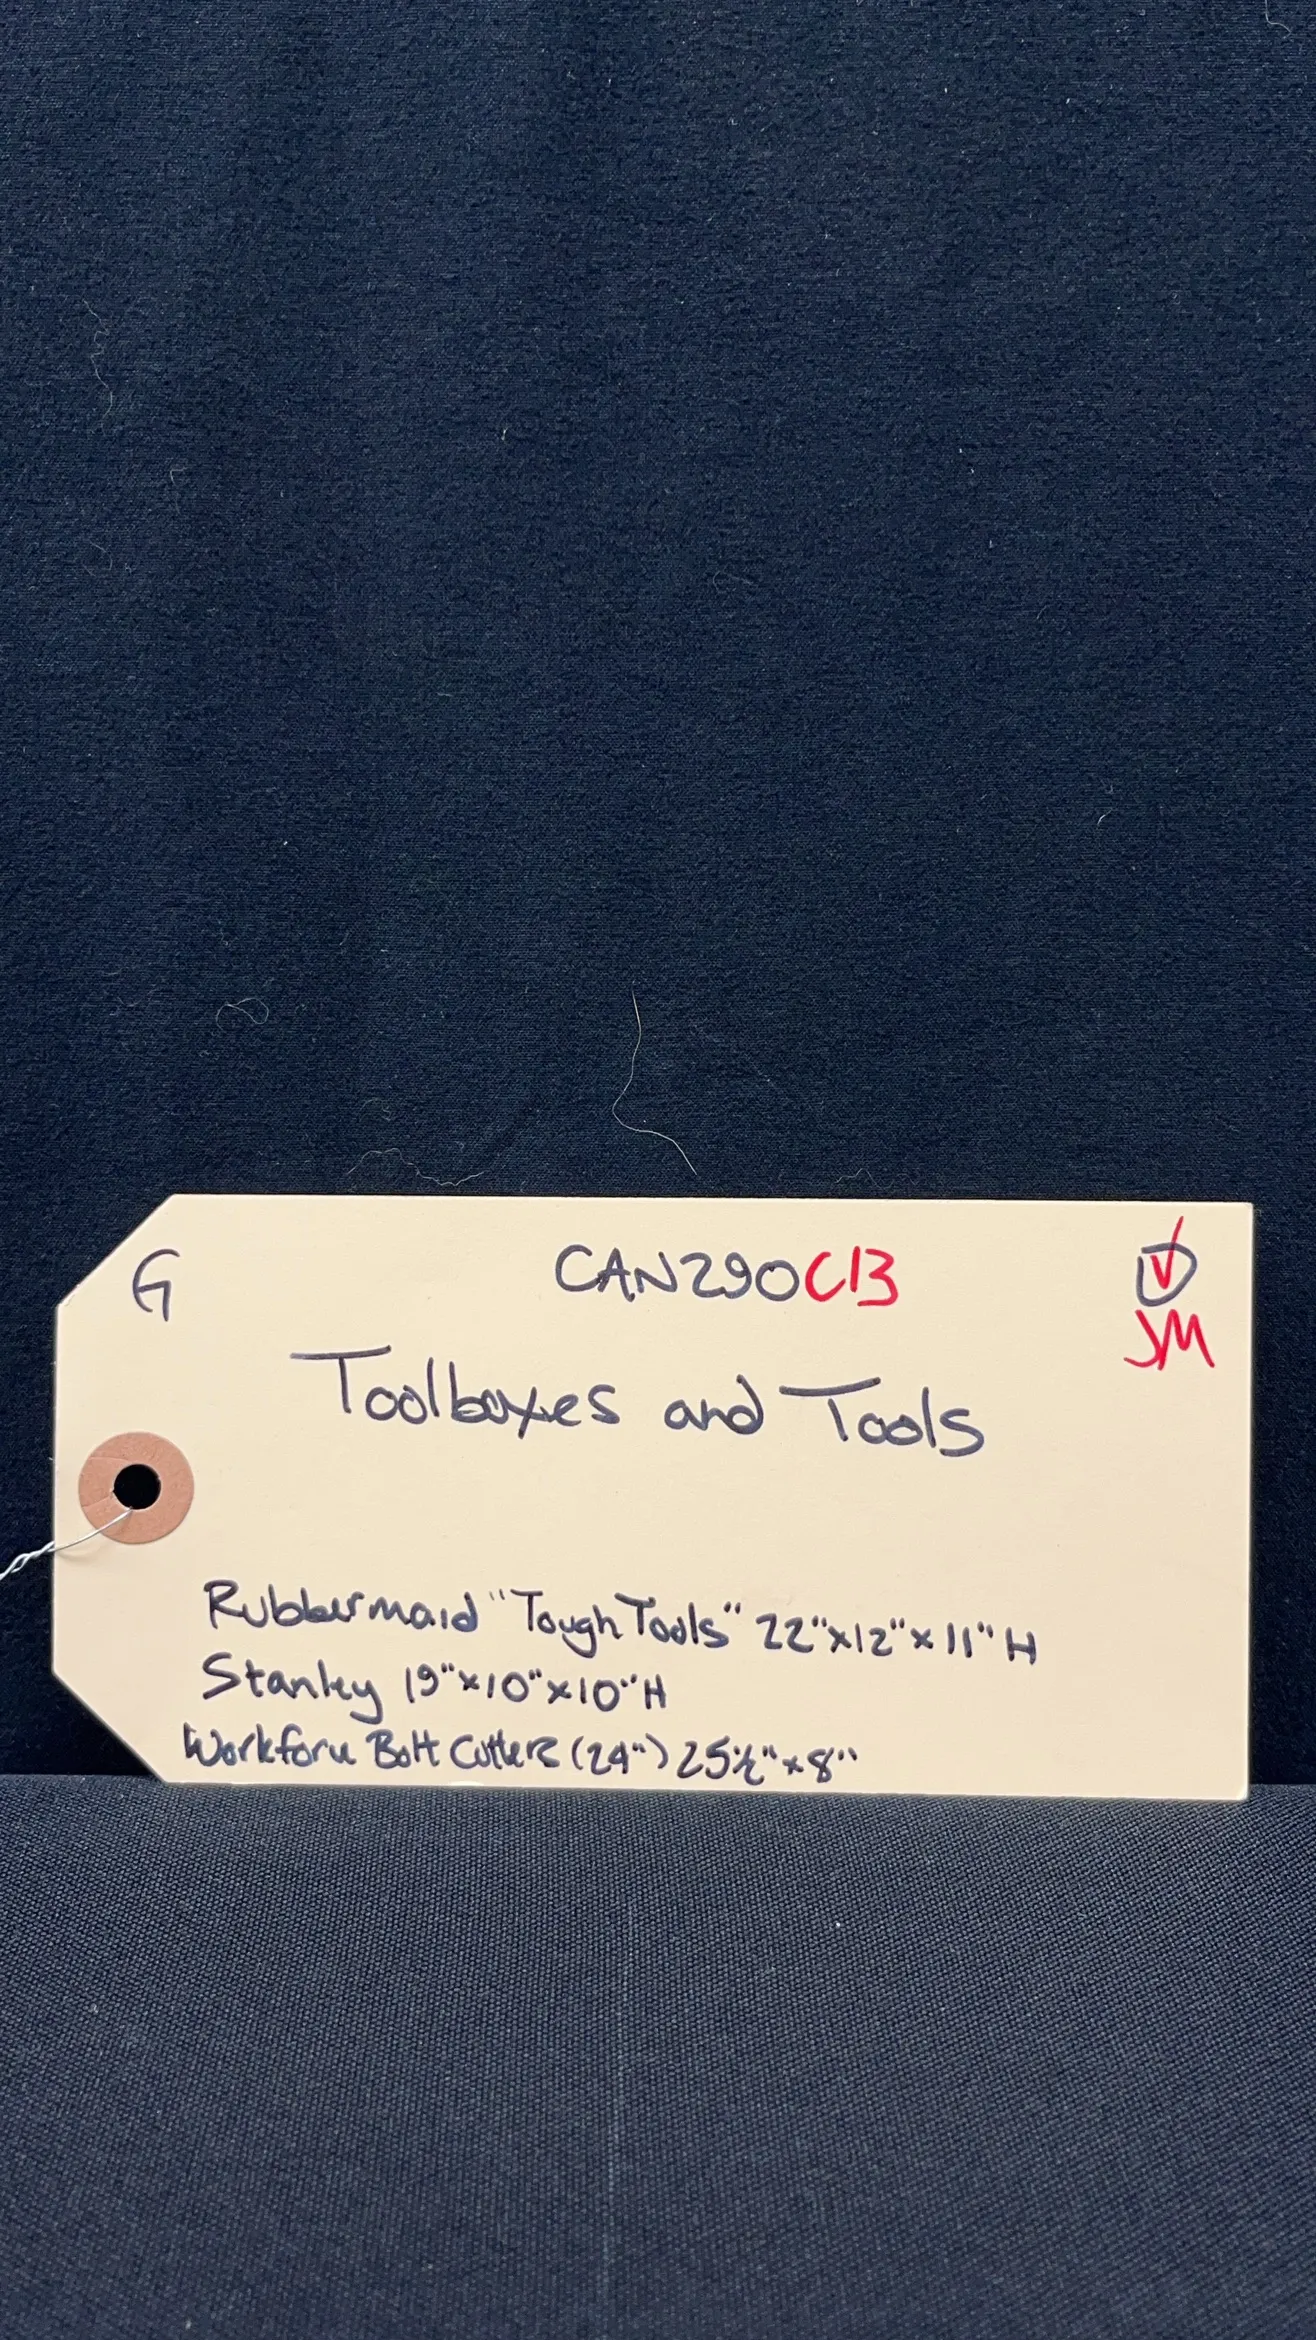 G CAN290C13 D
JM
Toolboxes and Tools
Rubbermaid "Tough Tools" 22"x12"x11" H
Stanley 19"x10"x10" H
Workforce Bolt Cutters (24") 25½"x8"